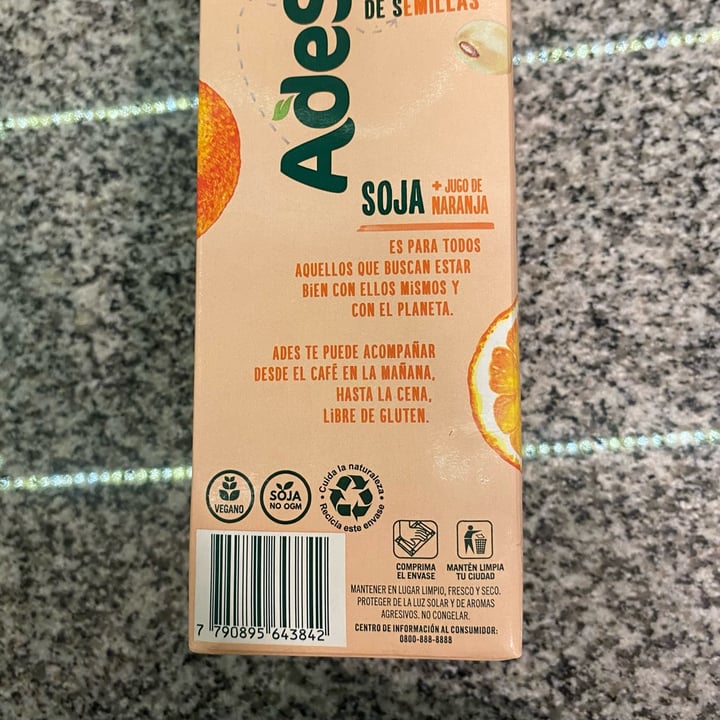 DE SEMILLAS
Ades
SOJA + JUGO DE
NARANJA
ES PARA TODOS
AQUELLOS QUE BUSCAN ESTAR
BIEN CON ELLOS MISMOS Y
CON EL PLANETA.
ADES TE PUEDE ACOMPAÑAR
DESDE EL CAFÉ EN LA MAÑANA,
HASTA LA CENA,
LIBRE DE GLUTEN.
VEGANO
SOJA
NO OGM
Cuida la naturaleza
Recicla este envase
COMPRIMA
EL ENVASE
MANTÉN LIMPIA
TU CIUDAD
MANTENER EN LUGAR LIMPIO, FRESCO Y SECO.
PROTEGER DE LA LUZ SOLAR Y DE AROMAS
AGRESIVOS. NO CONGELAR.
CENTRO DE INFORMACIÓN AL CONSUMIDOR:
0800-888-8888
7 790895 643842